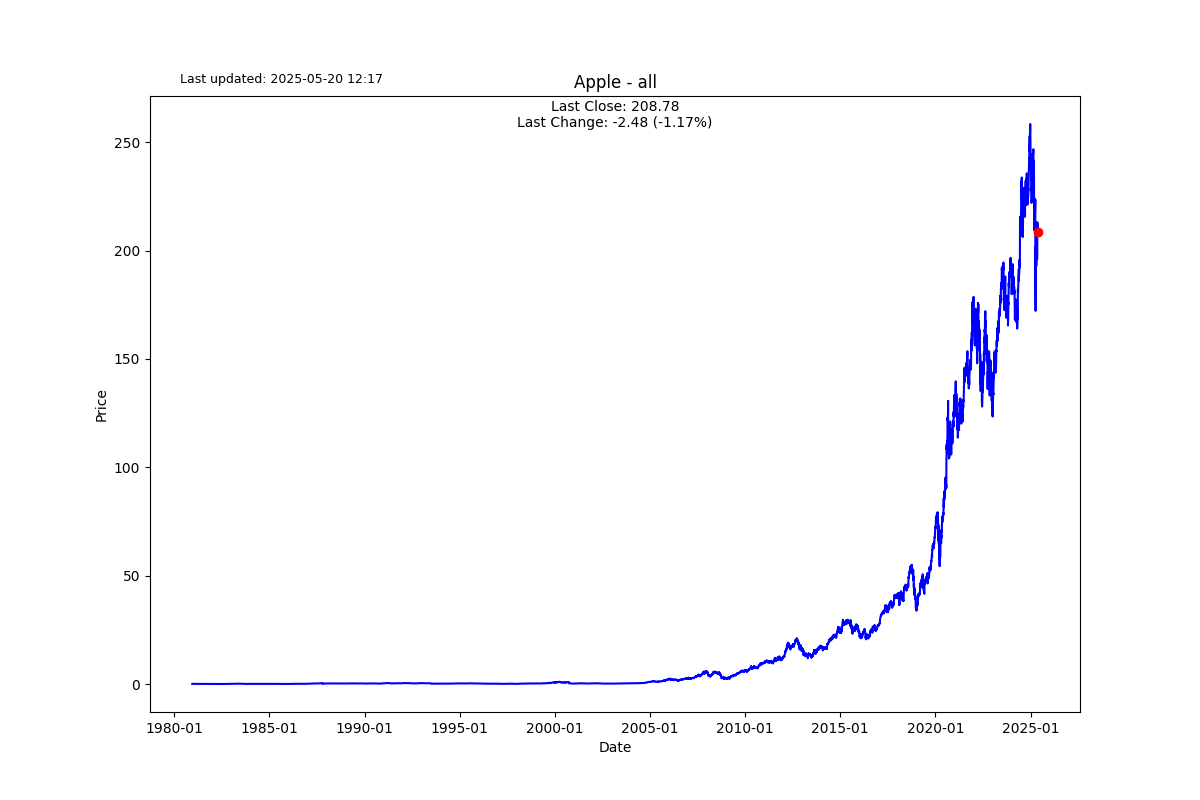 Last updated: 2025-05-20 12:17
Apple - all
Last Close: 208.78
Last Change: -2.48 (-1.17%)
250
200
150
100
50
0
Price
1980-01 1985-01 1990-01 1995-01 2000-01 2005-01 2010-01 2015-01 2020-01 2025-01
Date